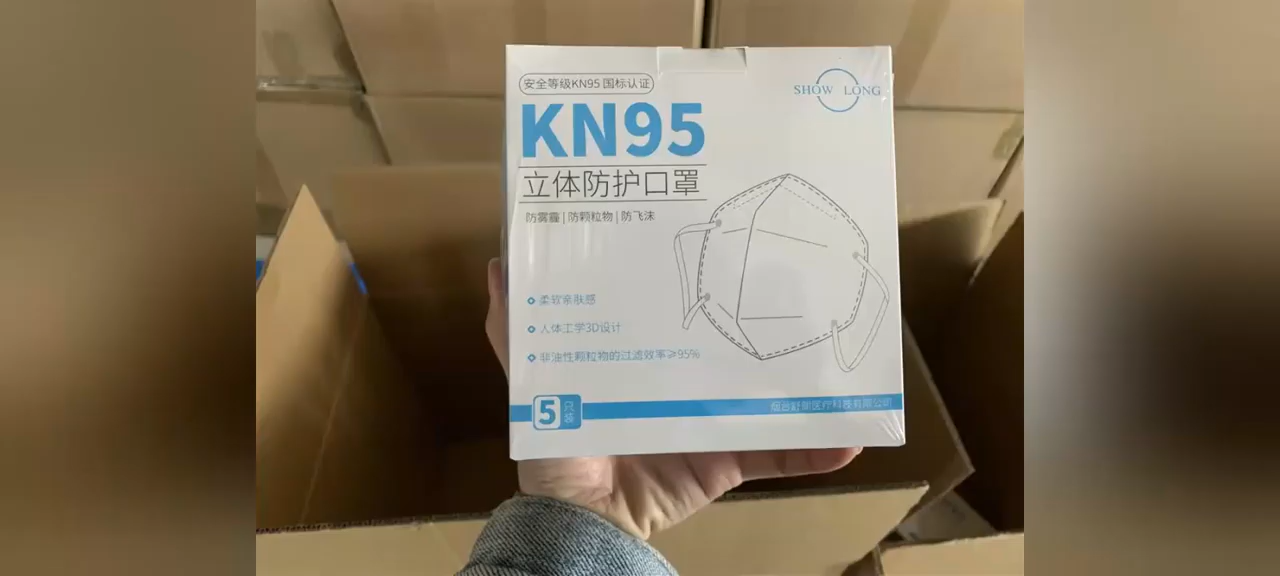 安全等级KN95 国标认证
SHOW LONG
KN95
立体防护口罩
防雾霾 | 防颗粒物 | 防飞沫
柔软亲肤感
人体工学3D设计
非油性颗粒物的过滤效率≥95%
5只装